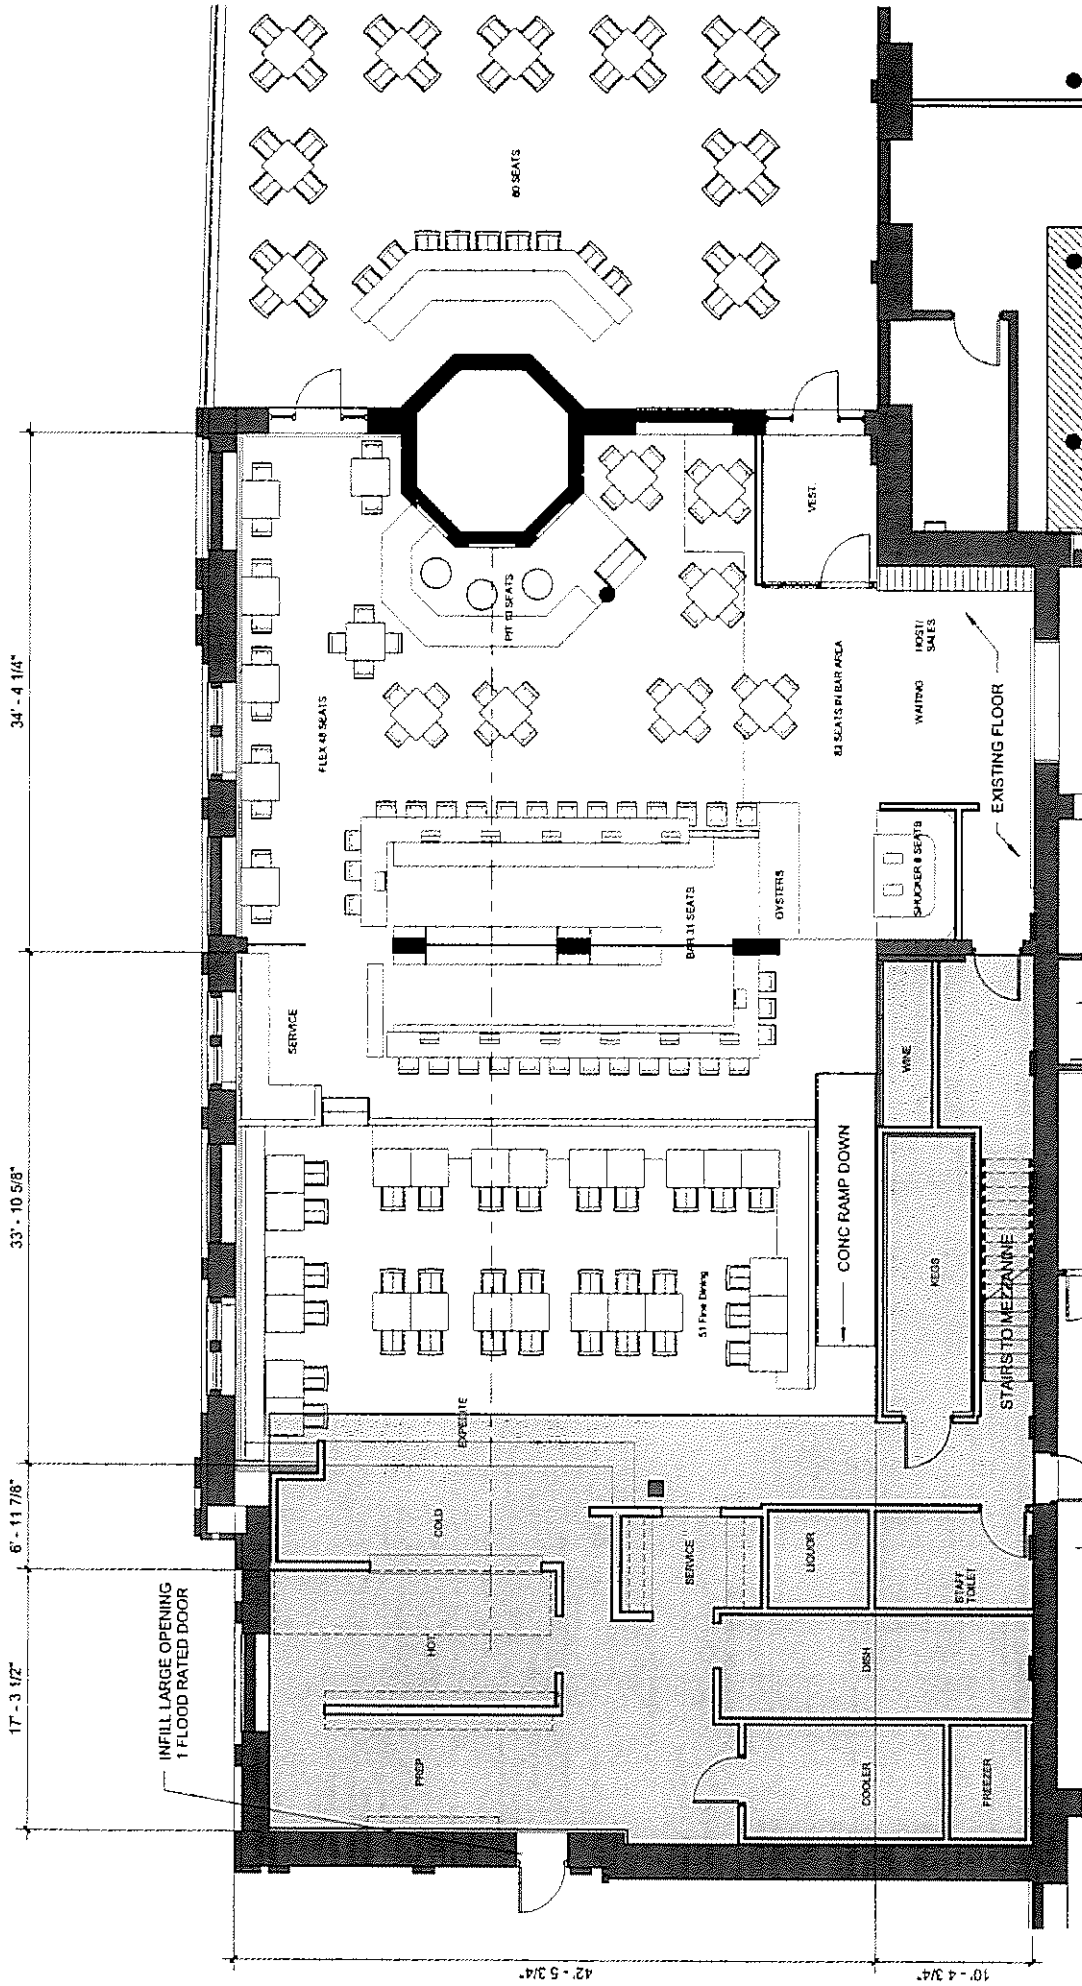 INFILL LARGE OPENING
1 FLOOD RATED DOOR
17' - 3 1/2"
6' - 11 7/8"
33' - 10 5/8"
34' - 4 1/4"
42' - 5 3/4"
10' - 4 3/4"
PREP
HOT
COLD
EXPEDITE
SERVICE
FLEX 48 SEATS
PIT 10 SEATS
60 SEATS
51 Fine Dining
BAR 31 SEATS
OYSTERS
83 SEATS IN BAR AREA
VEST.
SERVICE
LIQUOR
CONC RAMP DOWN
WINE
SHUCKER 8 SEATS
WAITING
HOST/
SALES
EXISTING FLOOR
COOLER
FREEZER
DISH
STAFF
TOILET
KEGS
STAIRS TO MEZZANINE